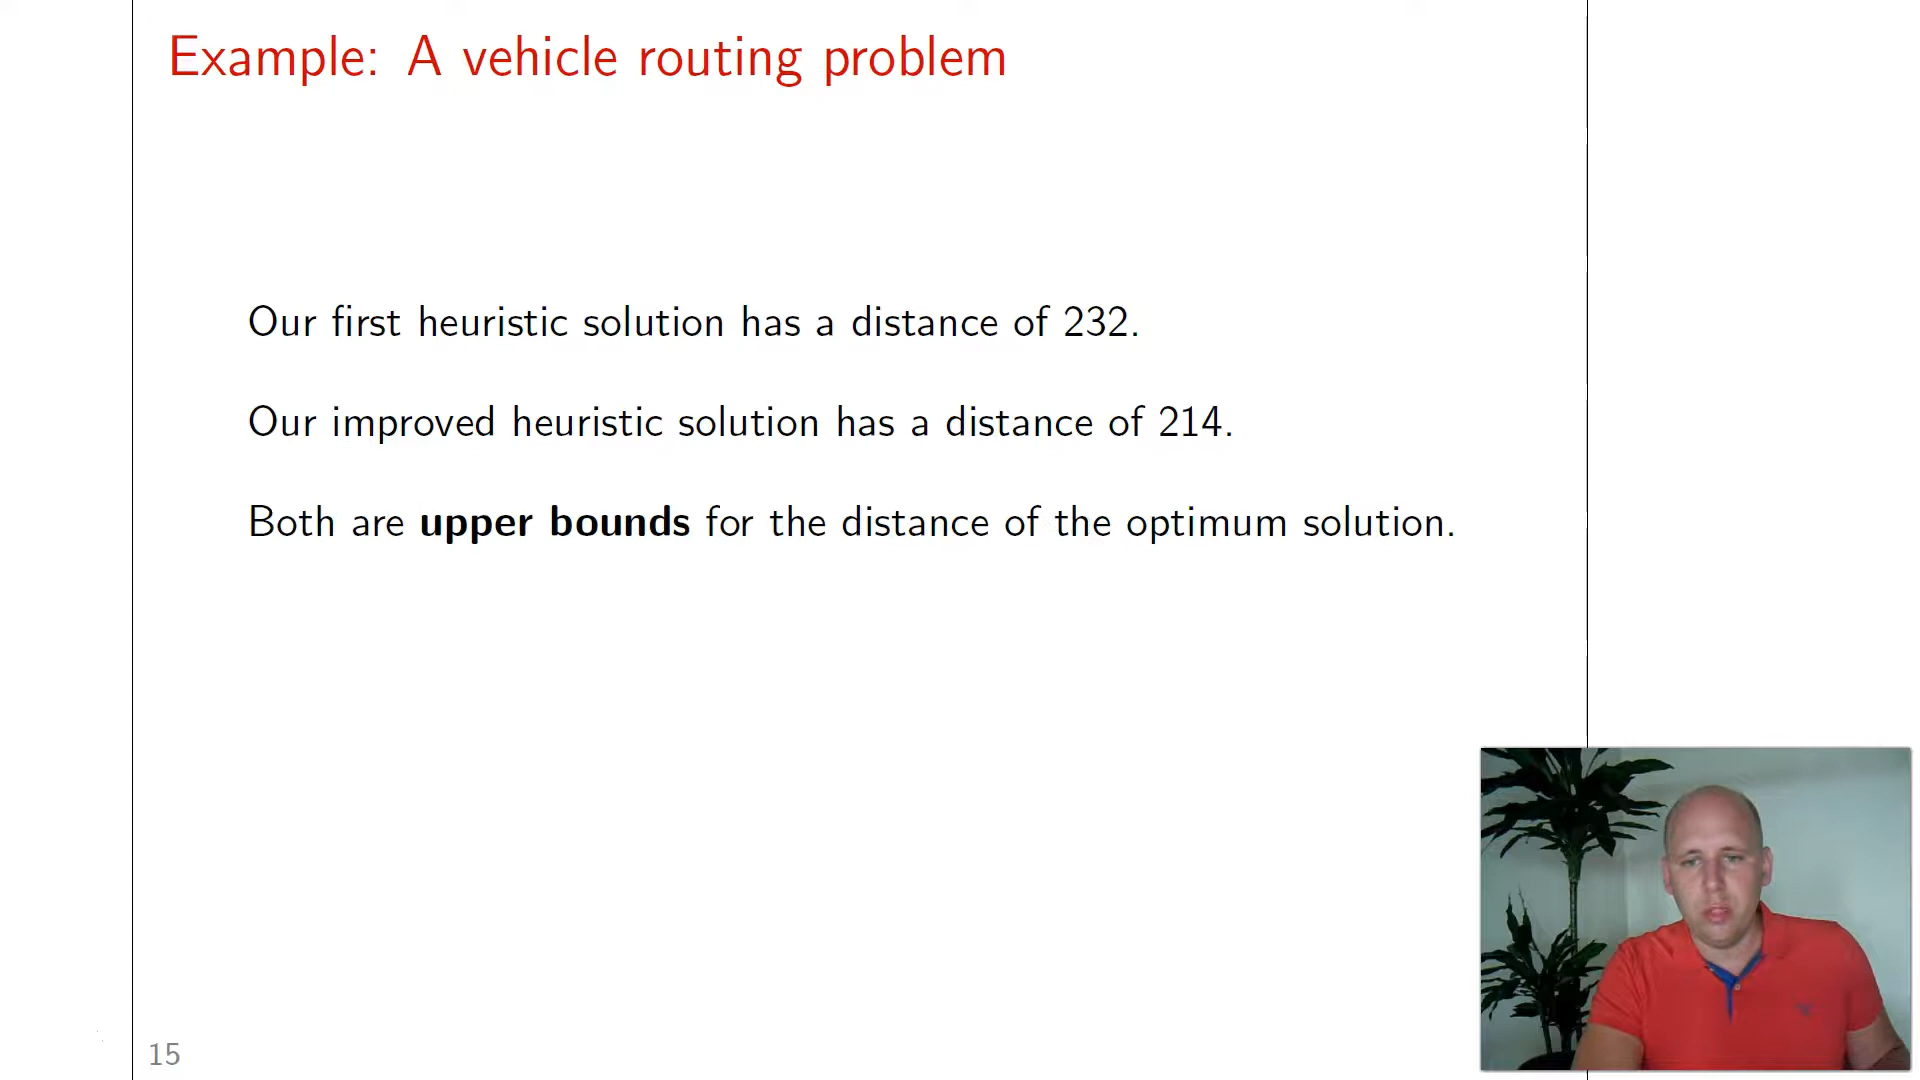 Example: A vehicle routing problem
Our first heuristic solution has a distance of 232.
Our improved heuristic solution has a distance of 214.
Both are upper bounds for the distance of the optimum solution.
15